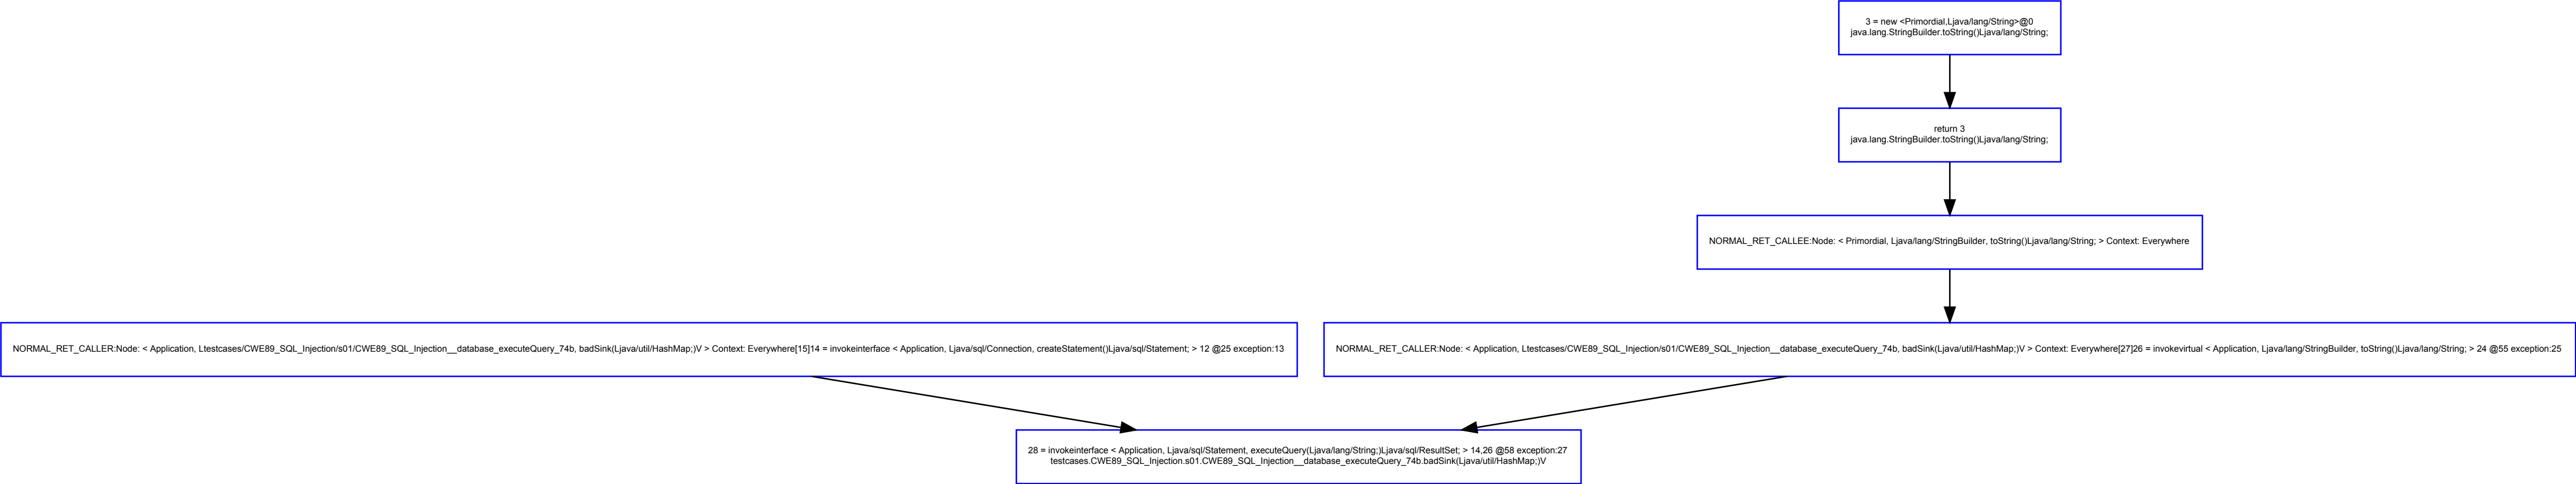 3 = new <Primordial,Ljava/lang/String>@0
java.lang.StringBuilder.toString()Ljava/lang/String;
return 3
java.lang.StringBuilder.toString()Ljava/lang/String;
NORMAL_RET_CALLEE:Node: < Primordial, Ljava/lang/StringBuilder, toString()Ljava/lang/String; > Context: Everywhere
NORMAL_RET_CALLER:Node: < Application, Ltestcases/CWE89_SQL_Injection/s01/CWE89_SQL_Injection__database_executeQuery_74b, badSink(Ljava/util/HashMap;)V > Context: Everywhere[15]14 = invokeinterface < Application, Ljava/sql/Connection, createStatement()Ljava/sql/Statement; > 12 @25 exception:13
NORMAL_RET_CALLER:Node: < Application, Ltestcases/CWE89_SQL_Injection/s01/CWE89_SQL_Injection__database_executeQuery_74b, badSink(Ljava/util/HashMap;)V > Context: Everywhere[27]26 = invokevirtual < Application, Ljava/lang/StringBuilder, toString()Ljava/lang/String; > 24 @55 exception:25
28 = invokeinterface < Application, Ljava/sql/Statement, executeQuery(Ljava/lang/String;)Ljava/sql/ResultSet; > 14,26 @58 exception:27
testcases.CWE89_SQL_Injection.s01.CWE89_SQL_Injection__database_executeQuery_74b.badSink(Ljava/util/HashMap;)V